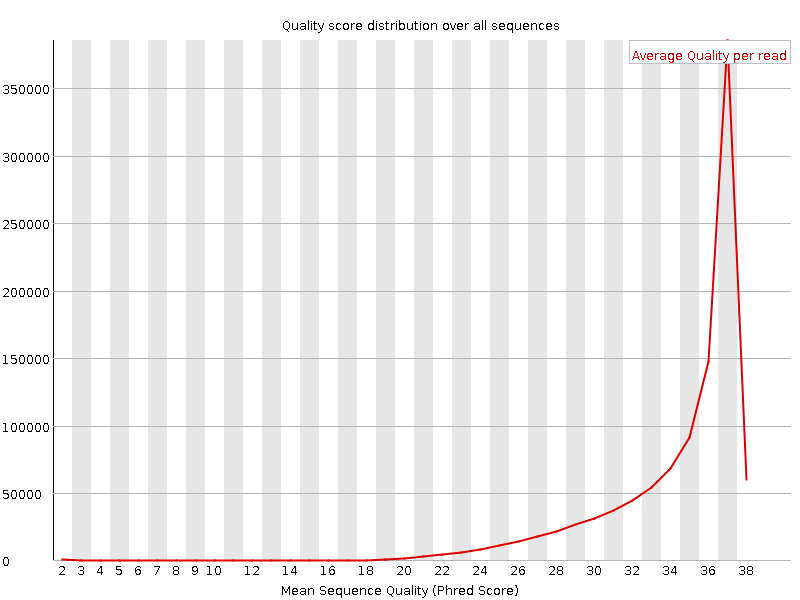 Quality score distribution over all sequences
Average Quality per read
350000
300000
250000
200000
150000
100000
50000
0
2 3 4 5 6 7 8 9 10 12 14 16 18 20 22 24 26 28 30 32 34 36 38
Mean Sequence Quality (Phred Score)